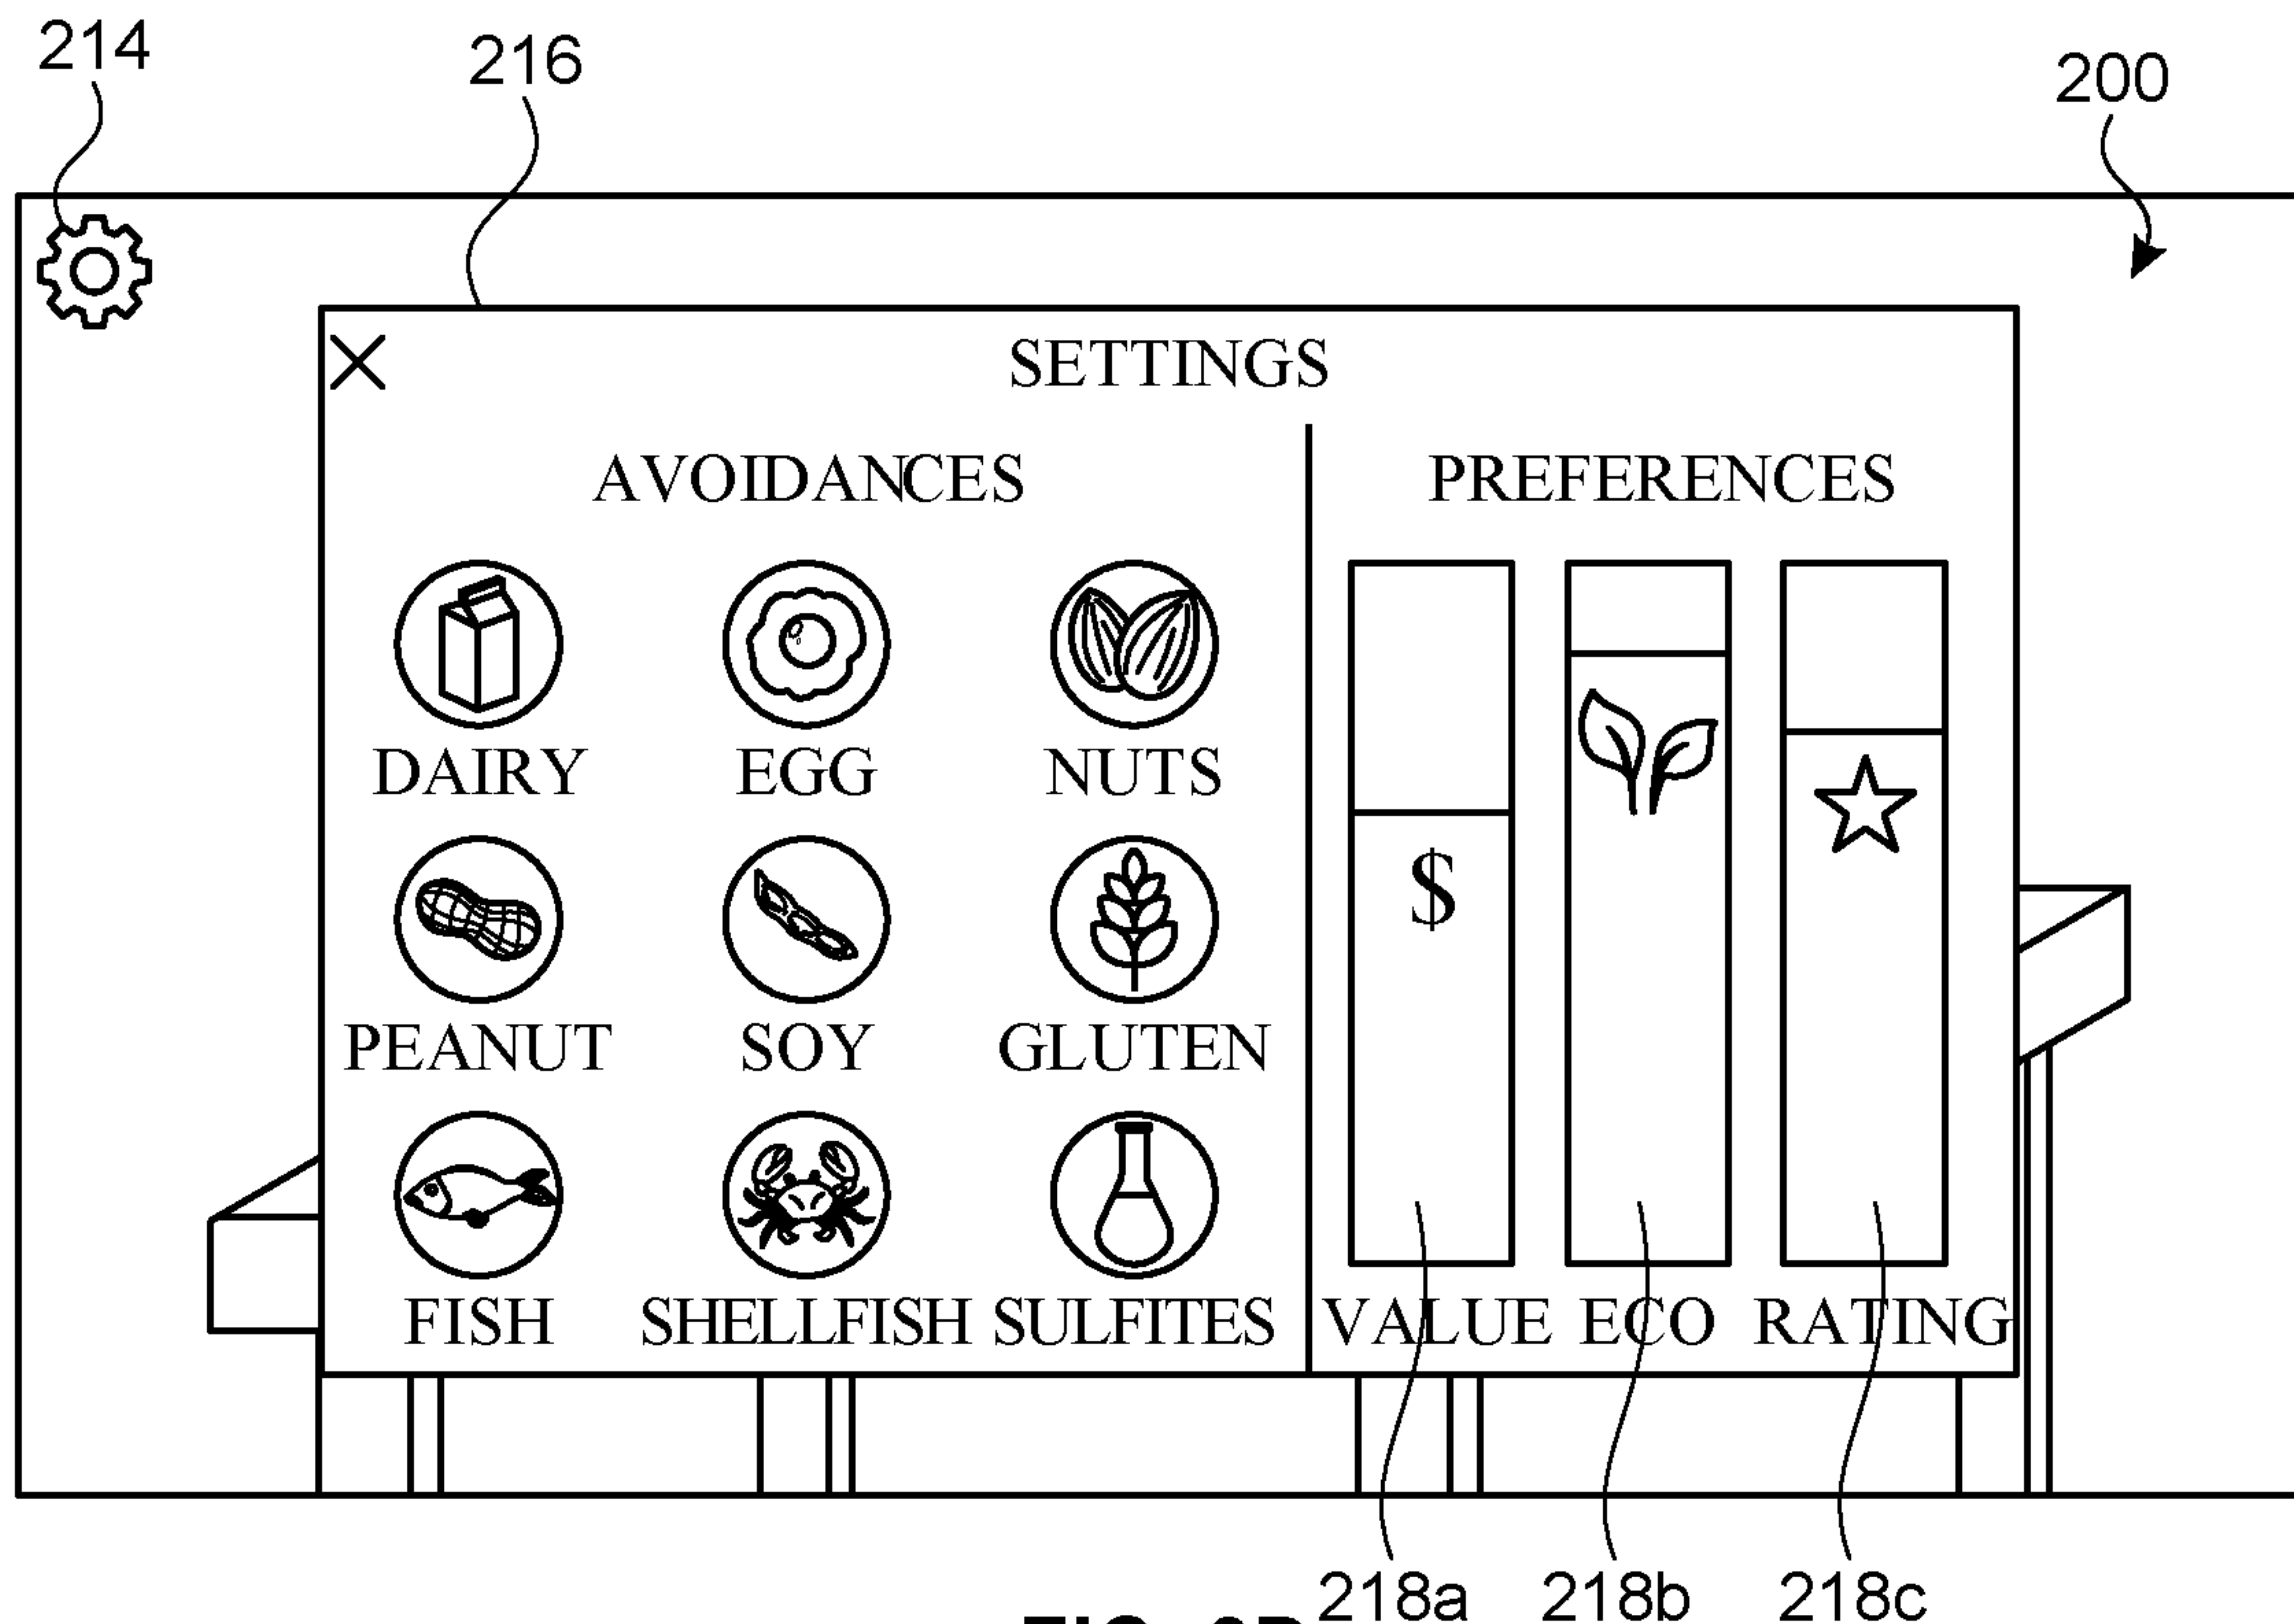 214
216
200
SETTINGS
AVOIDANCES
PREFERENCES
DAIRY
EGG
NUTS
$
PEANUT
SOY
GLUTEN
FISH
SHELLFISH
SULFITES
VALUE
ECO
RATING
218a
218b
218c
FIG.